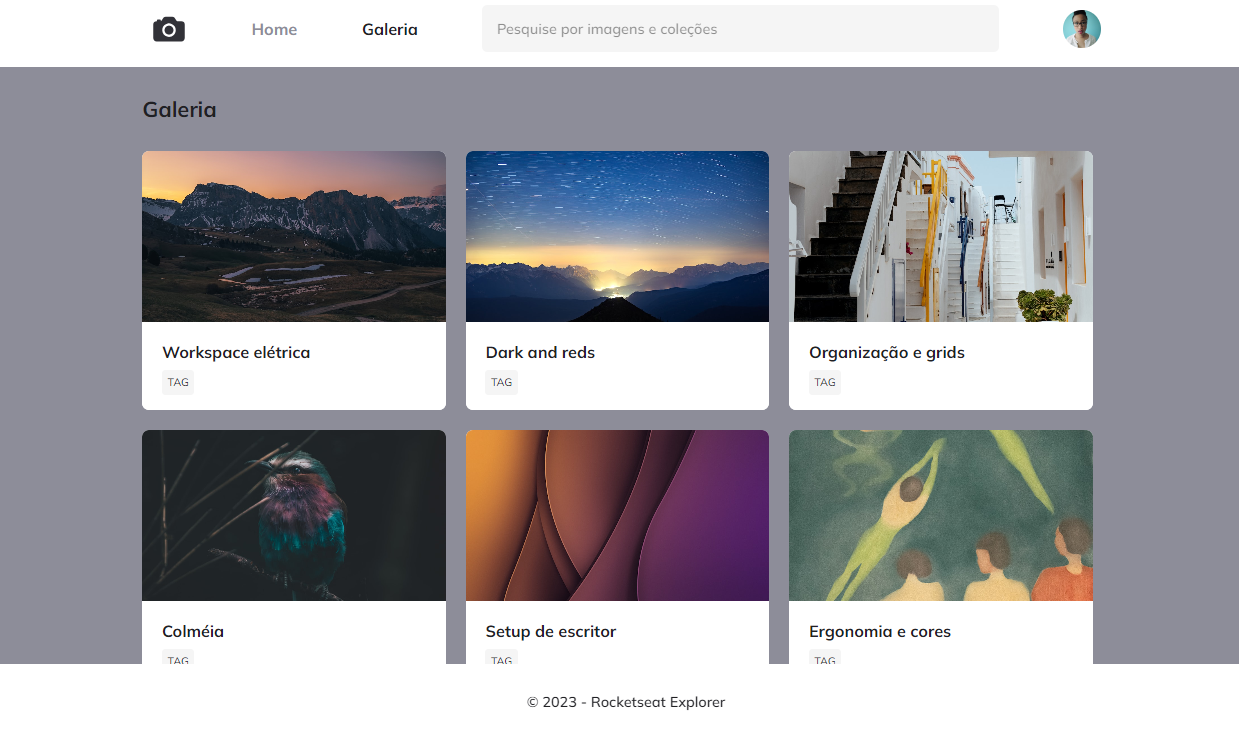 Home
Galeria
Pesquise por imagens e coleções
Galeria
Workspace elétrica
TAG
Dark and reds
TAG
Organização e grids
TAG
Colméia
TAG
Setup de escritor
TAG
Ergonomia e cores
TAG
© 2023 - Rocketseat Explorer